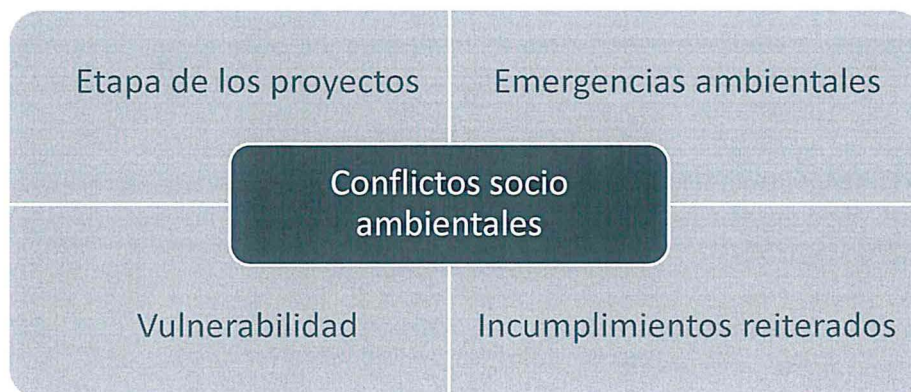 Etapa de los proyectos
Emergencias ambientales
Conflictos socio
ambientales
Vulnerabilidad
Incumplimientos reiterados